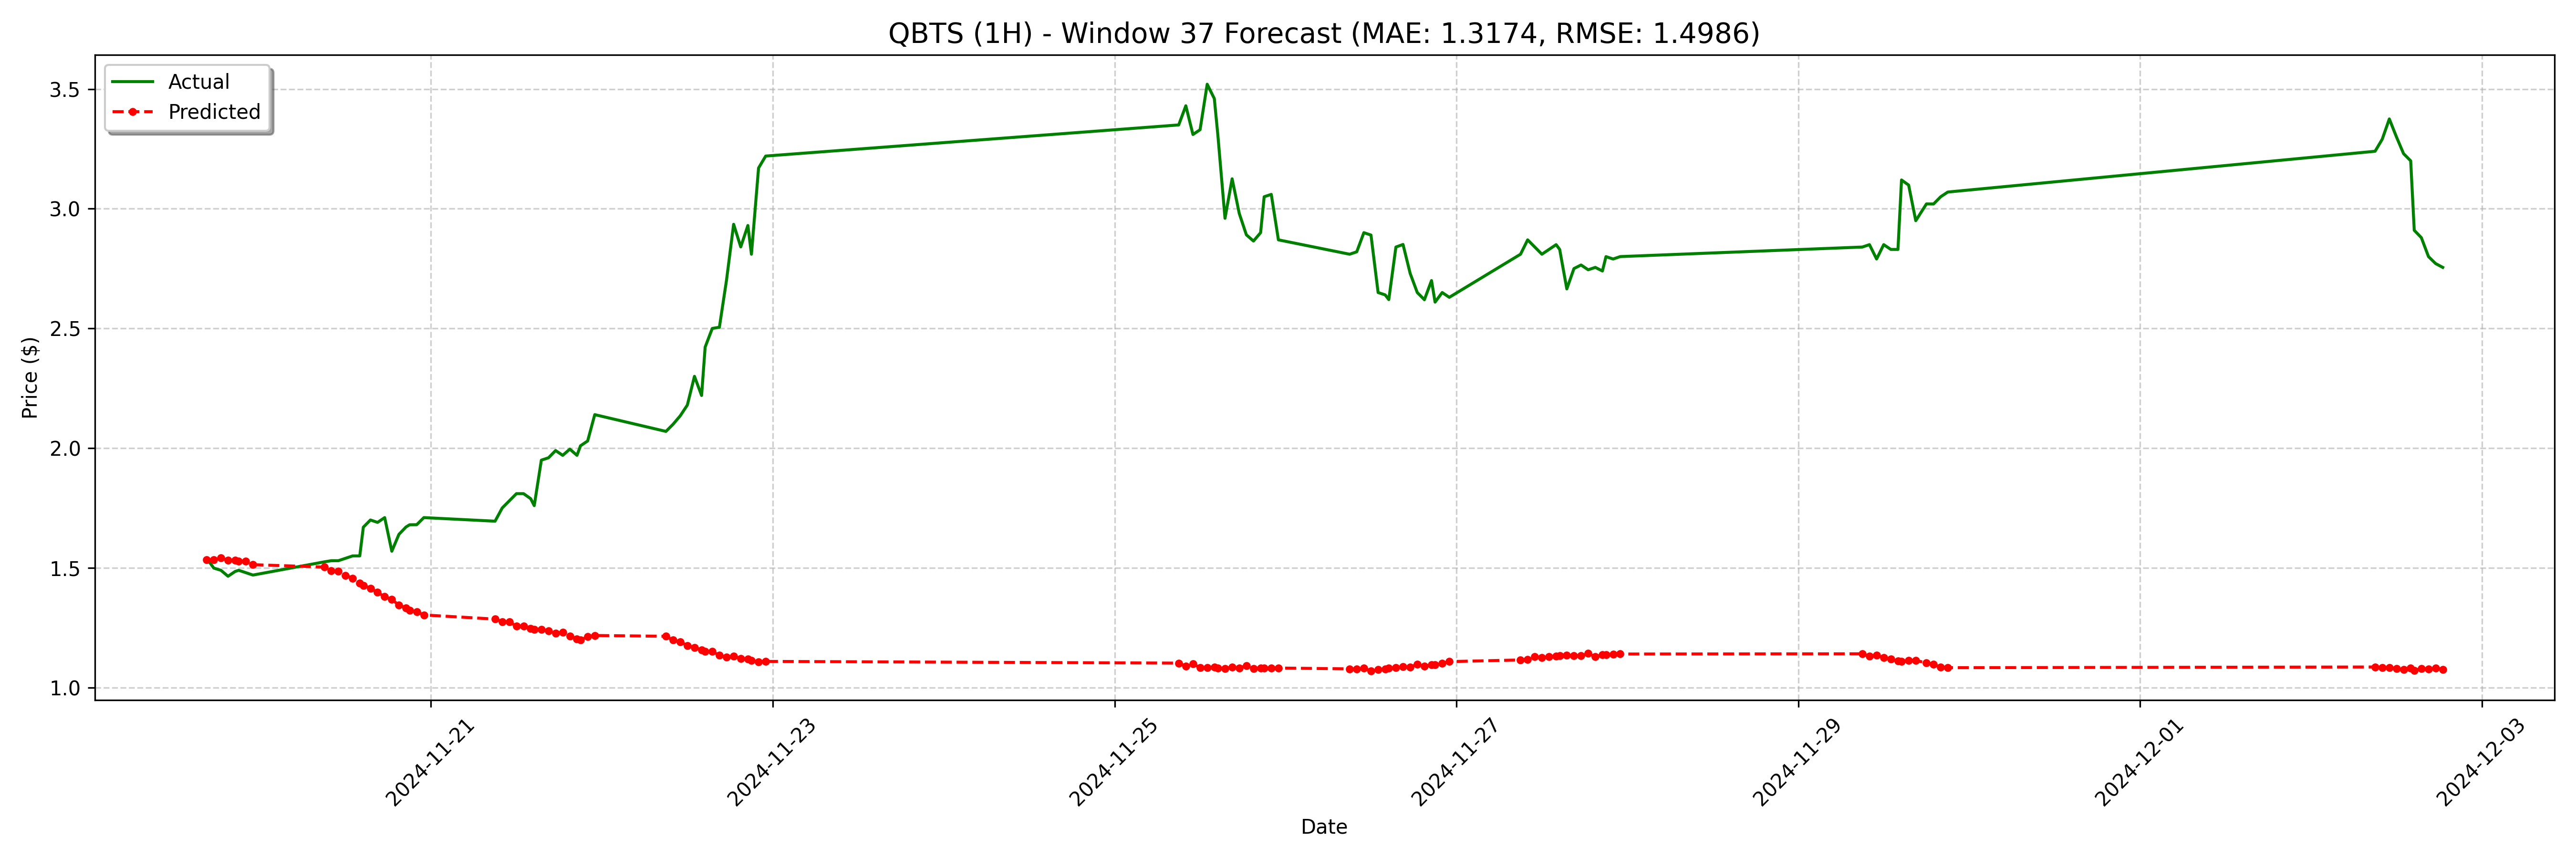 QBTS (1H) - Window 37 Forecast (MAE: 1.3174, RMSE: 1.4986)
Actual
Predicted
Price ($)
3.5
3.0
2.5
2.0
1.5
1.0
2024-11-21
2024-11-23
2024-11-25
2024-11-27
2024-11-29
2024-12-01
2024-12-03
Date